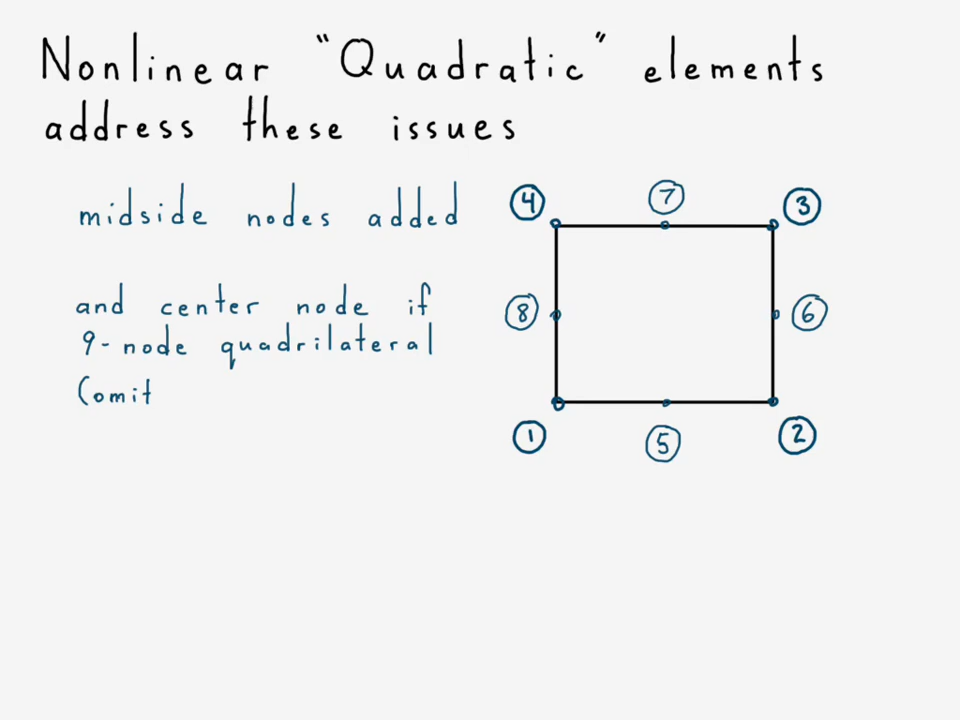 Nonlinear "Quadratic" elements
address these issues
midside nodes added
and center node if
9-node quadrilateral
(omit
4 7 3
8 6
1 5 2